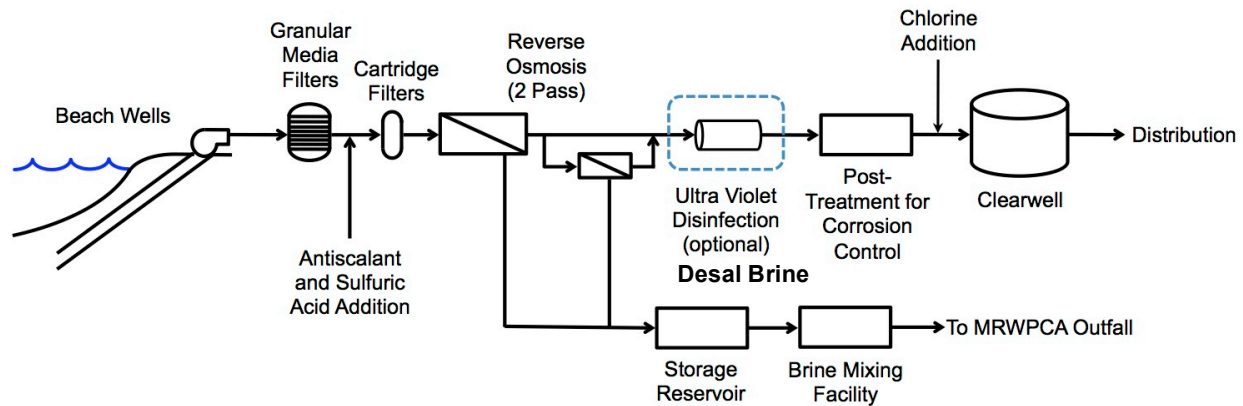 Chlorine
Addition
Granular
Media
Filters
Reverse
Osmosis
(2 Pass)
Cartridge
Filters
Beach Wells
Distribution
Antiscalant
and Sulfuric
Acid Addition
Ultra Violet
Disinfection
(optional)
Post-
Treatment for
Corrosion
Control
Clearwell
Desal Brine
To MRWPCA Outfall
Storage
Reservoir
Brine Mixing
Facility